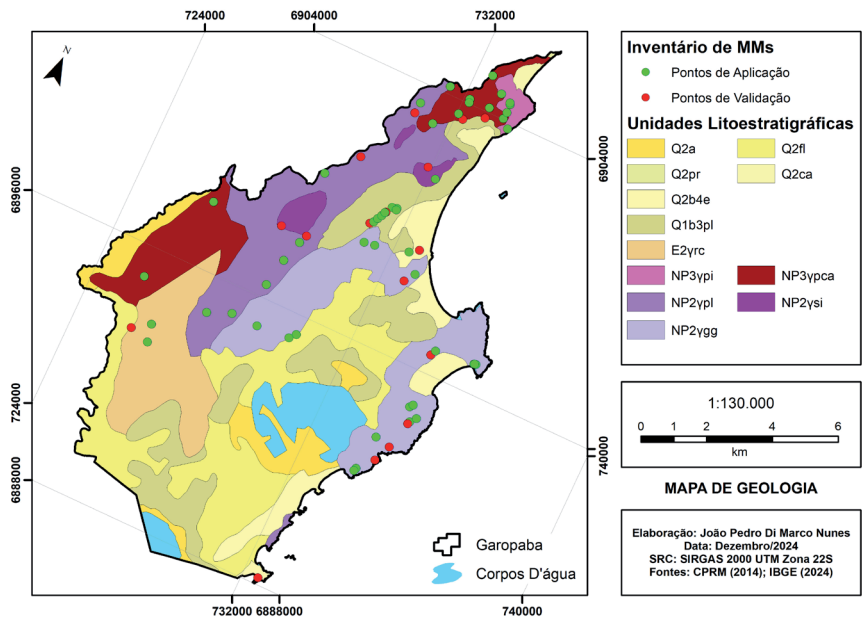 724000
6904000
732000
N
6896000
724000
6888000
6904000
740000
732000
6888000
740000
Garopaba
Corpos D'água
Inventário de MMs
Pontos de Aplicação
Pontos de Validação
Unidades Litoestratigráficas
Q2a
Q2fl
Q2pr
Q2ca
Q2b4e
Q1b3pl
E2γrc
NP3γpi
NP3γpca
NP2γpl
NP2γsi
NP2γgg
1:130.000
0 1 2 4 6
km
MAPA DE GEOLOGIA
Elaboração: João Pedro Di Marco Nunes
Data: Dezembro/2024
SRC: SIRGAS 2000 UTM Zona 22S
Fontes: CPRM (2014); IBGE (2024)